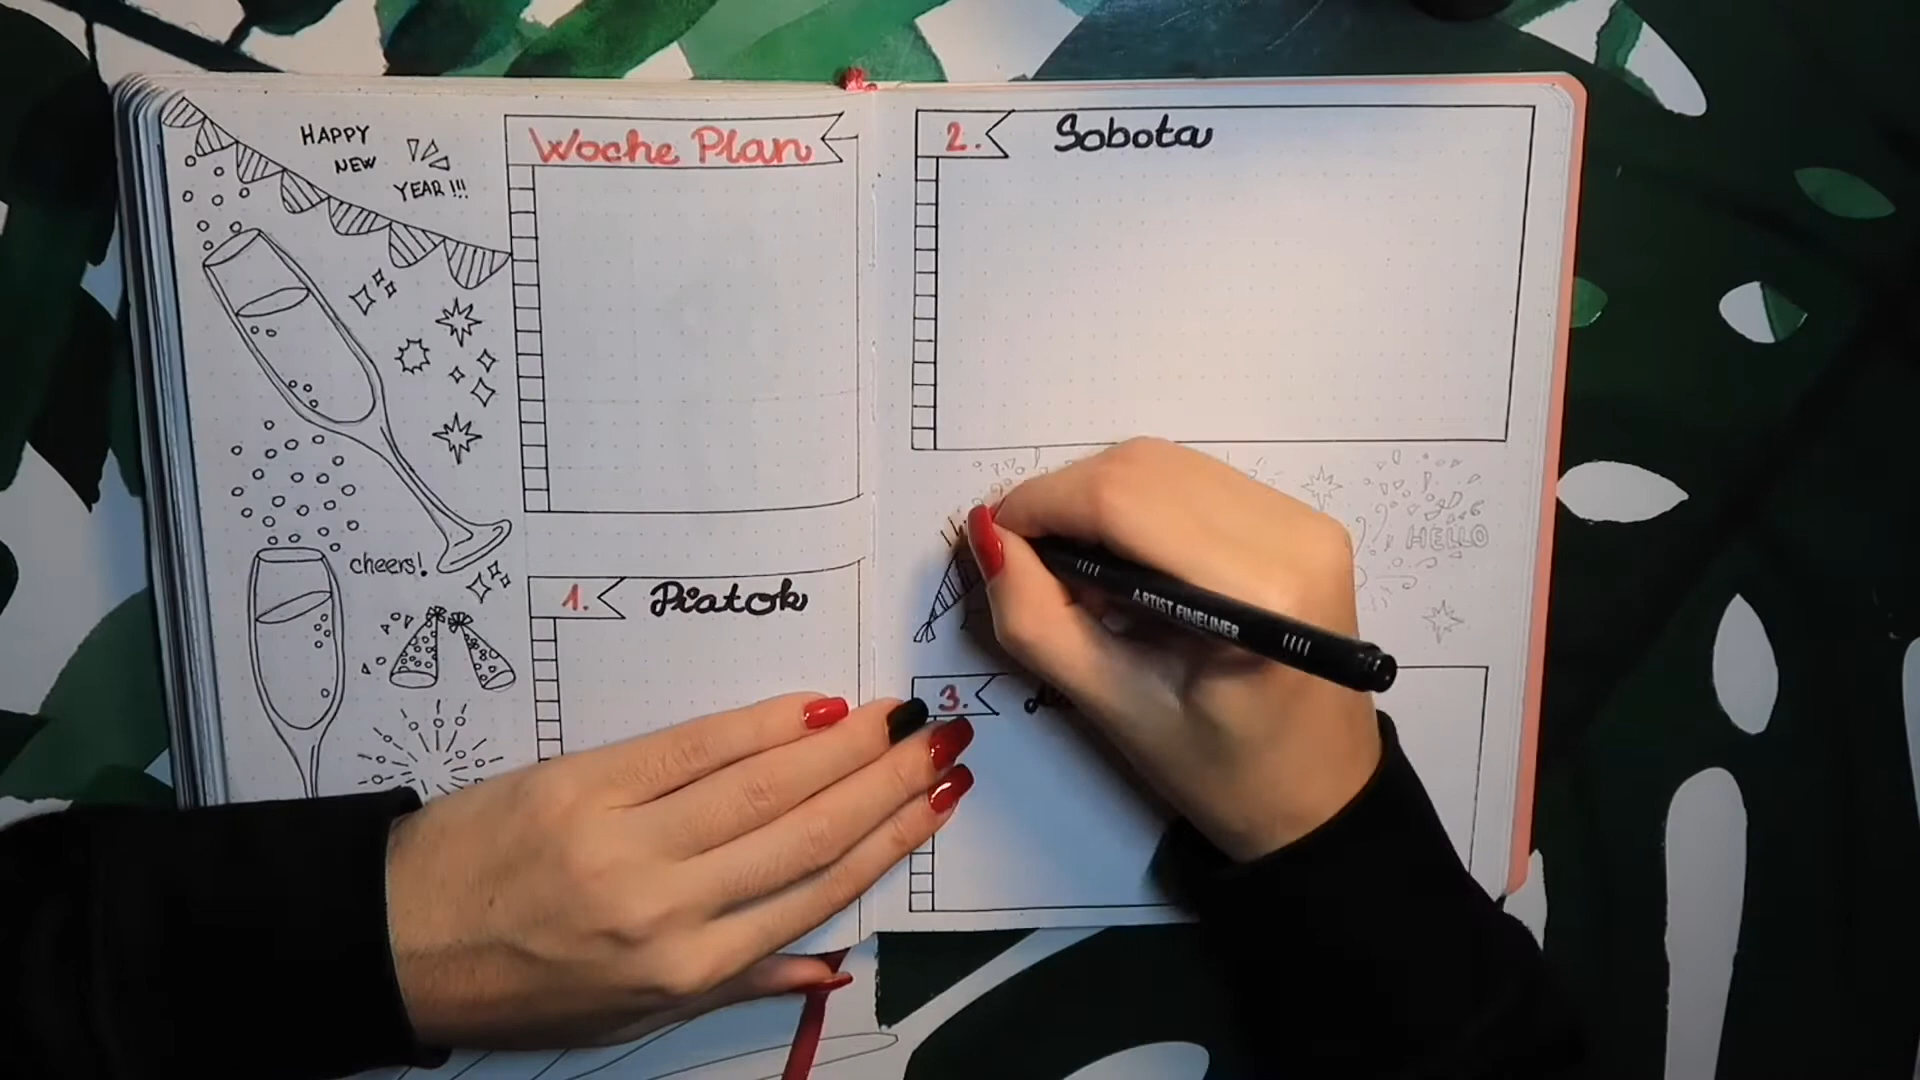 HAPPY
NEW
YEAR!!!
cheers!
Woche Plan
1. Piatok
2. Sobota
HELLO
3.
ARTIST FINELINER